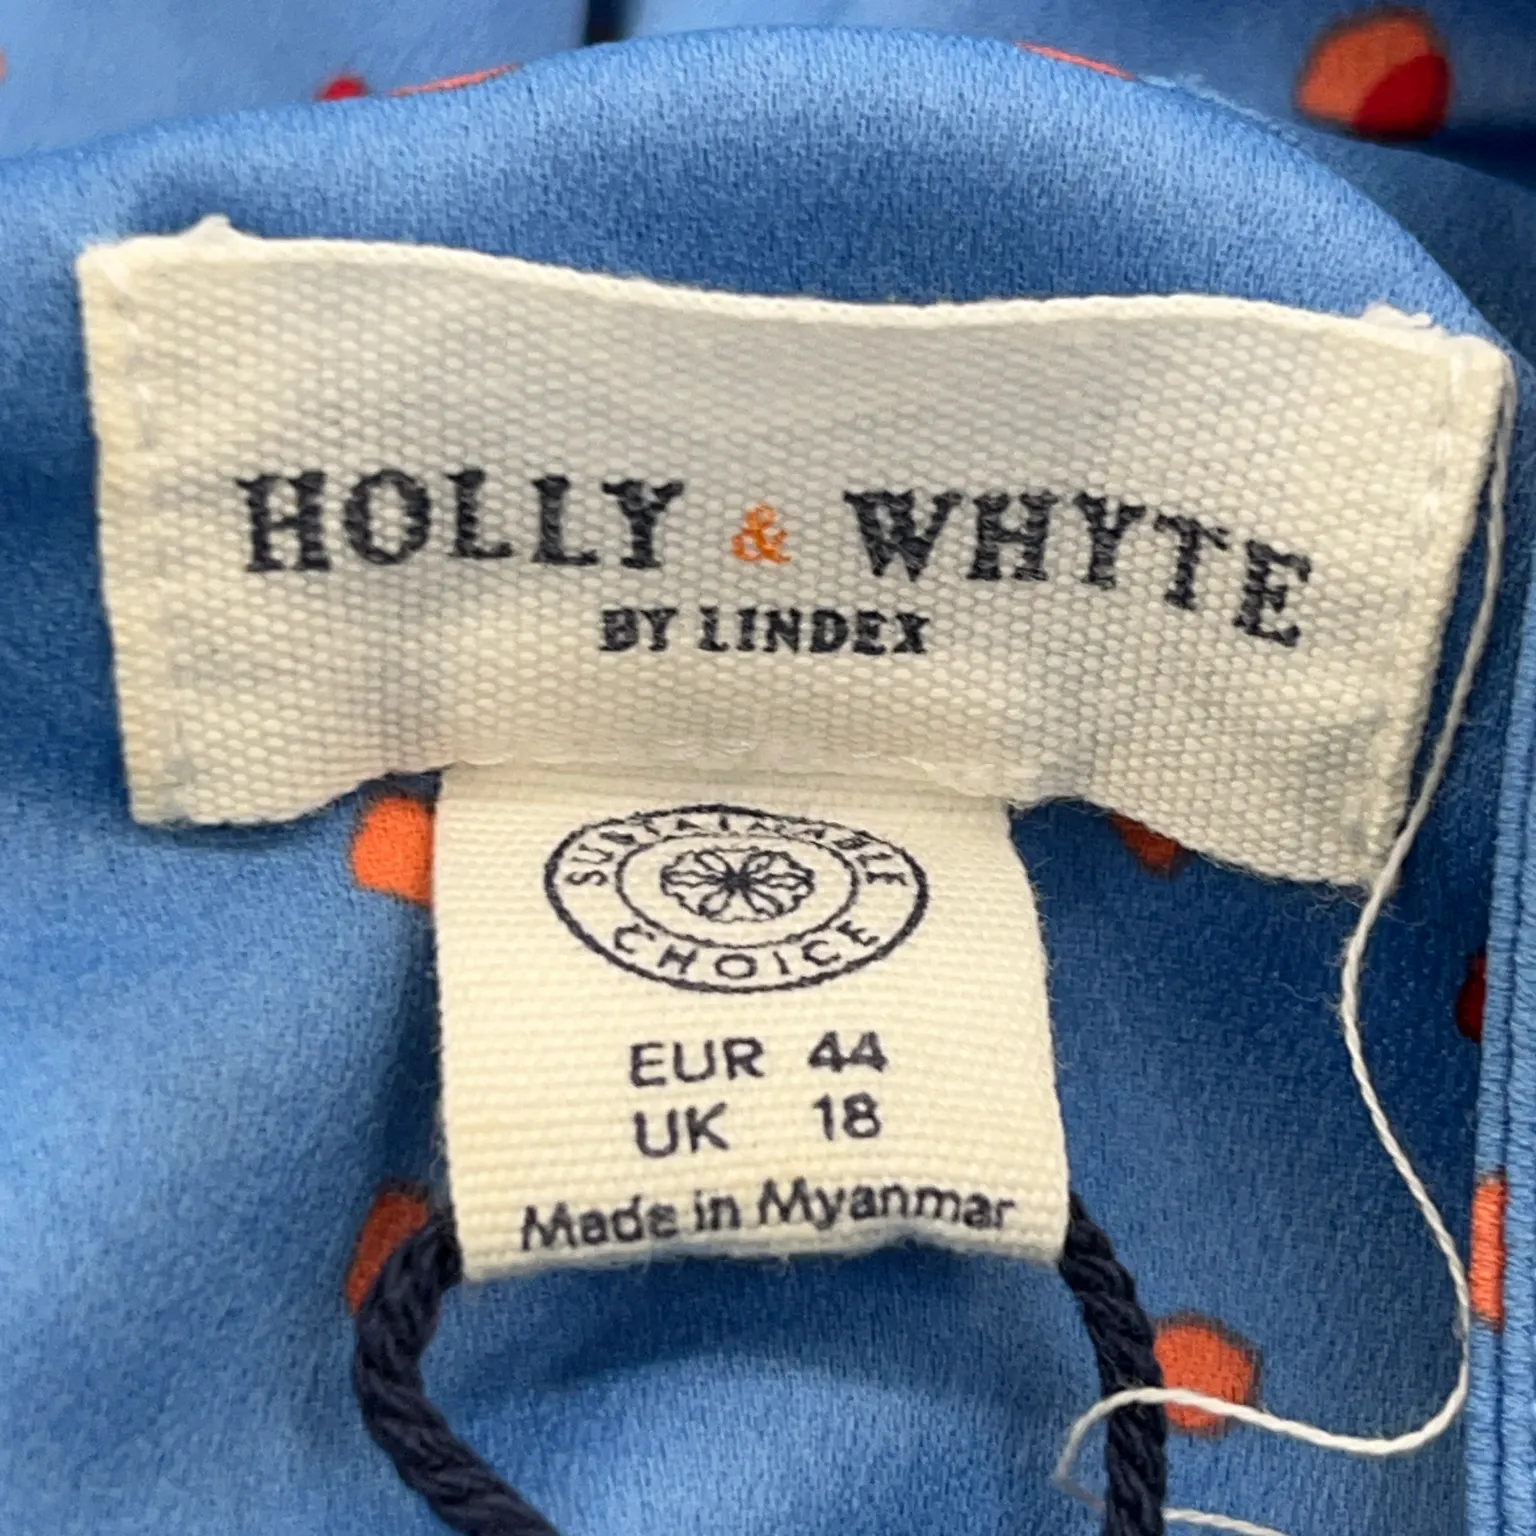 HOLLY & WHYTE
BY LINDEX
SUSTAINABLE
CHOICE
EUR 44
UK 18
Made in Myanmar